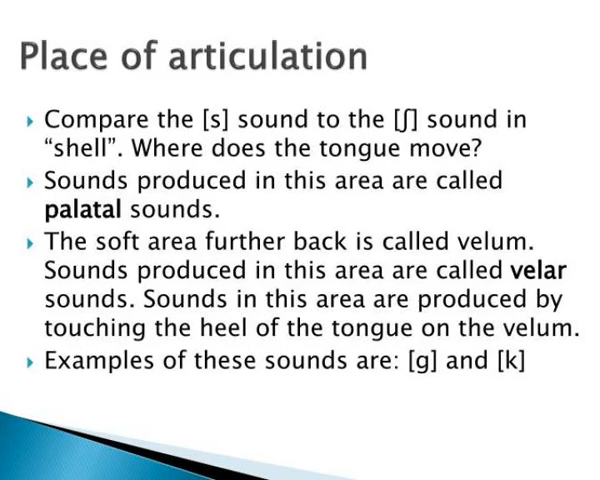 Place of articulation
Compare the [s] sound to the [ʃ] sound in
“shell”. Where does the tongue move?
Sounds produced in this area are called
palatal sounds.
The soft area further back is called velum.
Sounds produced in this area are called velar
sounds. Sounds in this area are produced by
touching the heel of the tongue on the velum.
Examples of these sounds are: [g] and [k]